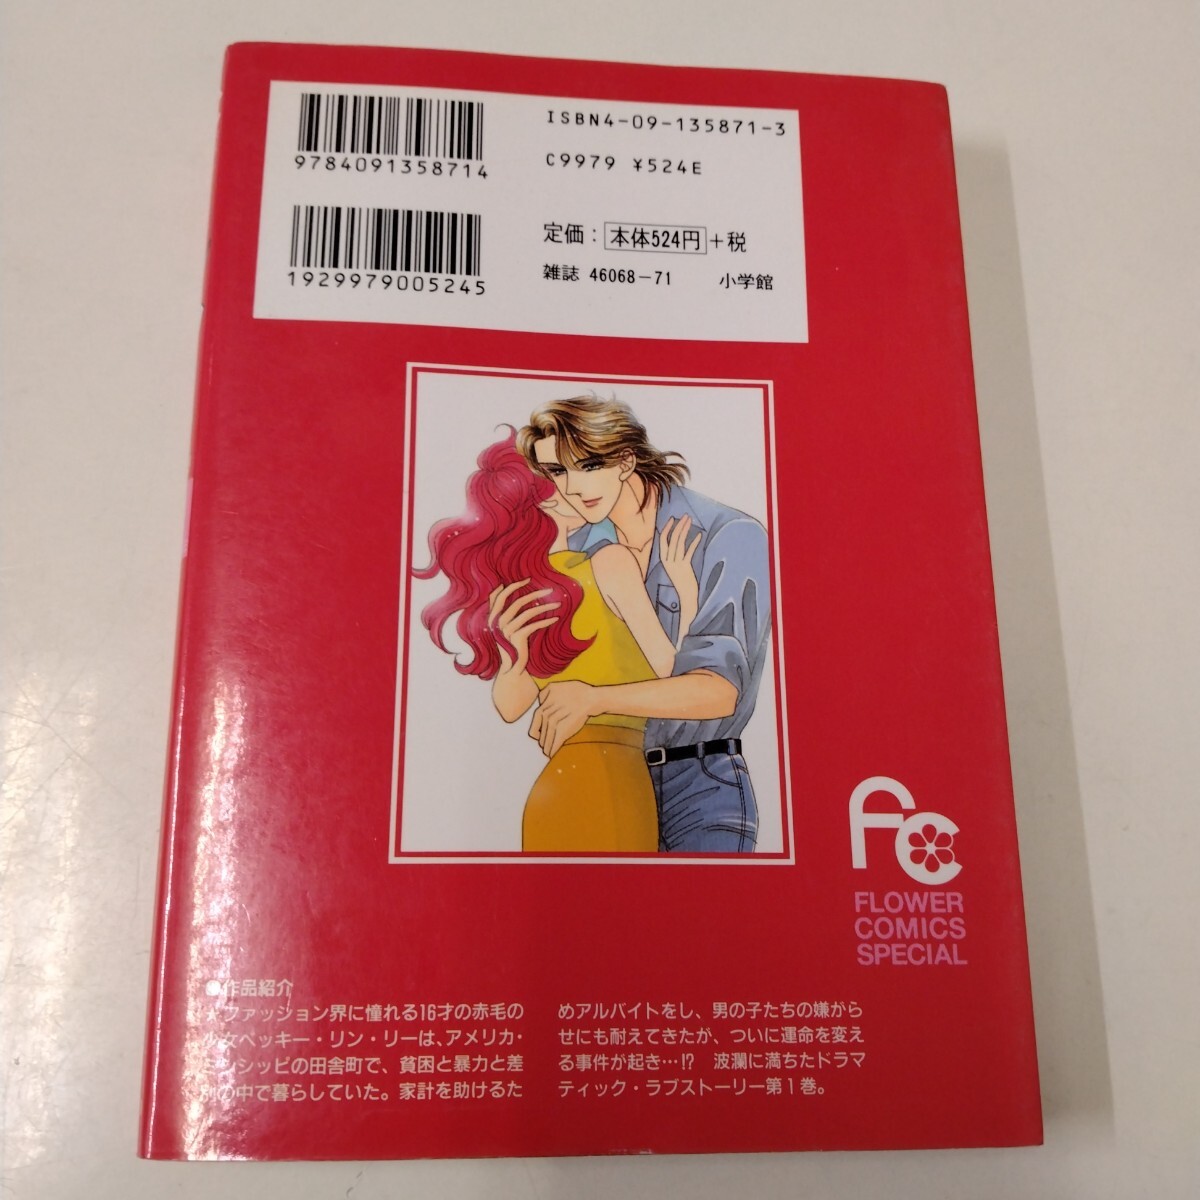 ISBN4-09-135871-3
9784091358714
C9979 ¥524E
定価：本体524円＋税
1929979005245
雑誌 46068-71 小学館
FC
FLOWER
COMICS
SPECIAL
●作品紹介
★ファッション界に憧れる16才の赤毛の
少女ベッキー・リン・リーは、アメリカ・
ミシシッピの田舎町で、貧困と暴力と差
別の中で暮らしていた。家計を助けるた
めアルバイトをし、男の子たちの嫌がら
せにも耐えてきたが、ついに運命を変え
る事件が起き…!? 波瀾に満ちたドラマ
ティック・ラブストーリー第1巻。